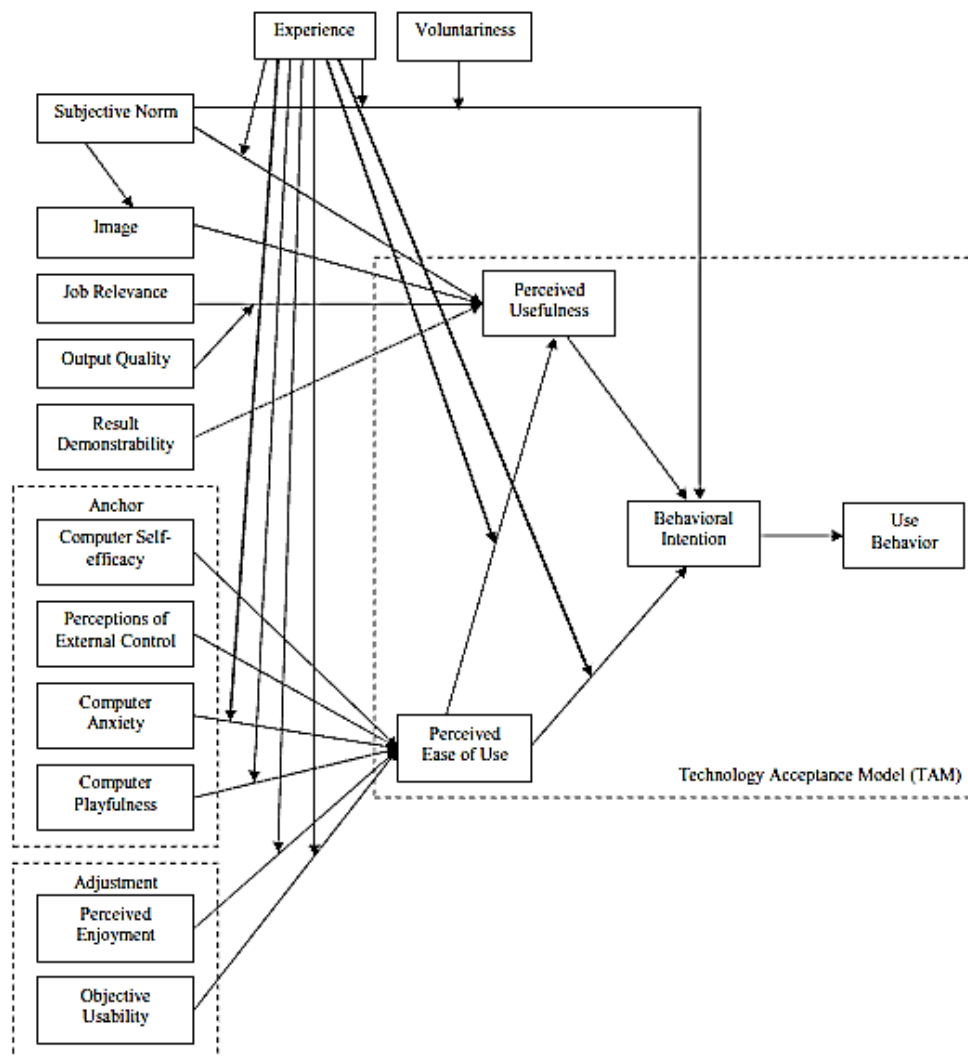 Experience
Voluntariness
Subjective Norm
Image
Job Relevance
Output Quality
Result
Demonstrability
Perceived
Usefulness
Anchor
Computer Self-
efficacy
Perceptions of
External Control
Computer
Anxiety
Computer
Playfulness
Behavioral
Intention
Use
Behavior
Perceived
Ease of Use
Technology Acceptance Model (TAM)
Adjustment
Perceived
Enjoyment
Objective
Usability